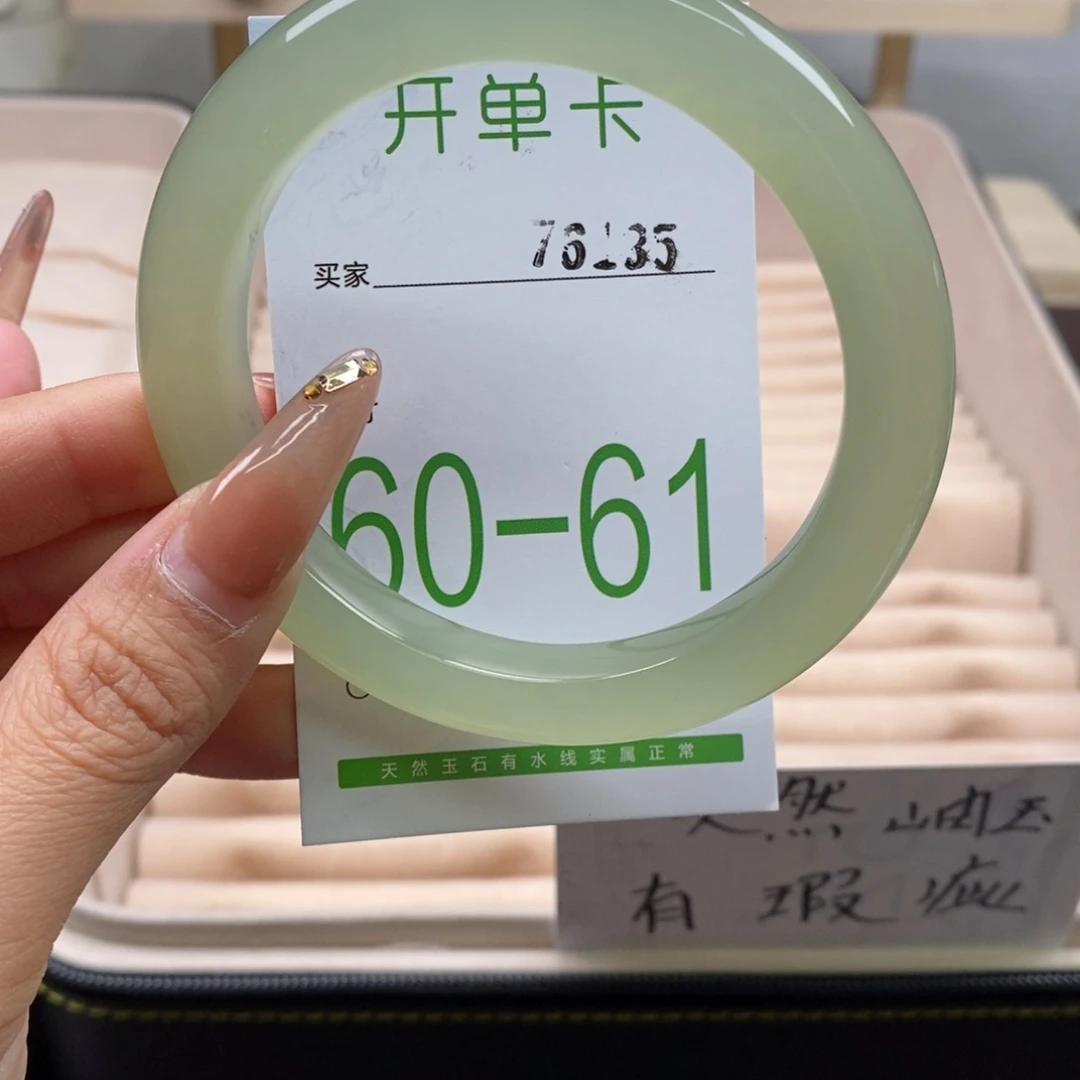 开单卡
买家 76135
60-61
天然玉石有水线实属正常
天然岫玉
有瑕疵